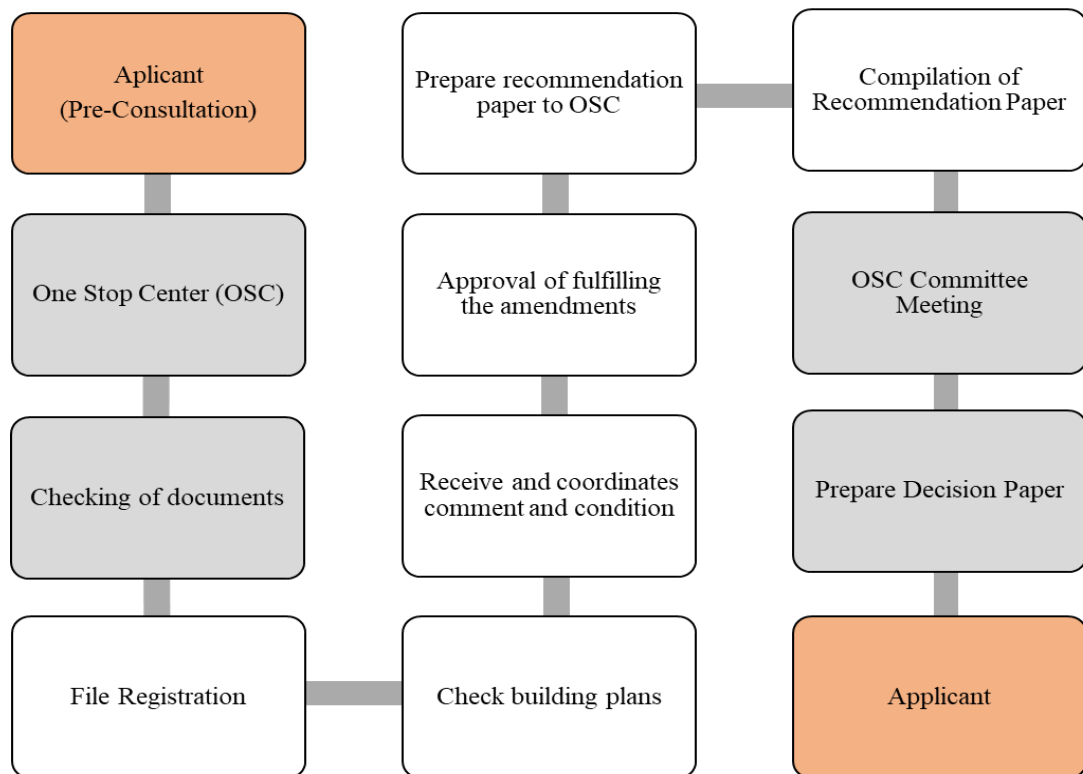 Aplicant
(Pre-Consultation)
One Stop Center (OSC)
Checking of documents
File Registration
Check building plans
Receive and coordinates
comment and condition
Approval of fulfilling
the amendments
Prepare recommendation
paper to OSC
Compilation of
Recommendation Paper
OSC Committee
Meeting
Prepare Decision Paper
Applicant